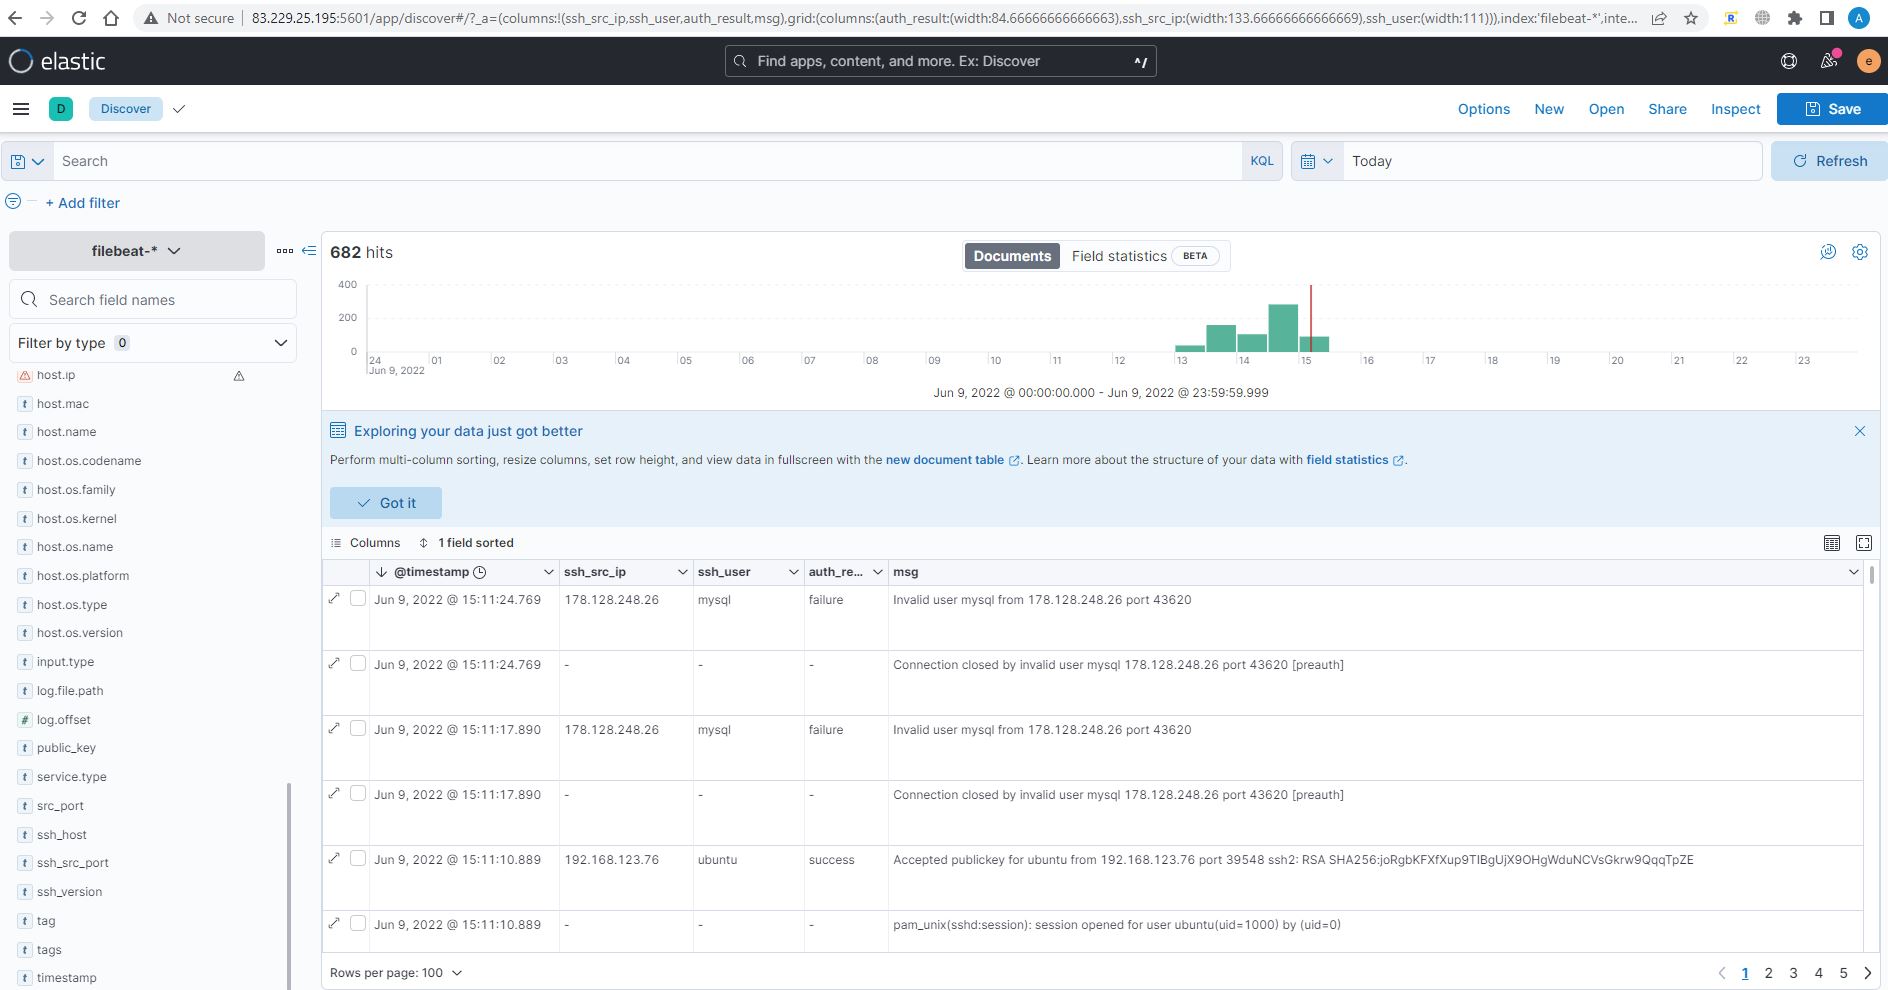 Not secure | 83.229.25.195:5601/app/discover#/?_a=(columns:!(ssh_src_ip,ssh_user,auth_result,msg),grid:(columns:(auth_result:(width:84.66666666666663),ssh_src_ip:(width:133.66666666666669),ssh_user:(width:111))),index:'filebeat-*',inte...
R
A
elastic
Find apps, content, and more. Ex: Discover
^/
e
D
Discover
Options
New
Open
Share
Inspect
Save
Search
KQL
Today
Refresh
+ Add filter
filebeat-*
682 hits
Documents
Field statistics
BETA
Search field names
Filter by type 0
400
200
0
24 01 02 03 04 05 06 07 08 09 10 11 12 13 14 15 16 17 18 19 20 21 22 23
Jun 9, 2022
Jun 9, 2022 @ 00:00:00.000 - Jun 9, 2022 @ 23:59:59.999
host.ip
t host.mac
t host.name
t host.os.codename
t host.os.family
t host.os.kernel
t host.os.name
t host.os.platform
t host.os.type
t host.os.version
t input.type
t log.file.path
# log.offset
t public_key
t service.type
t src_port
t ssh_host
t ssh_src_port
t ssh_version
t tag
t tags
t timestamp
Exploring your data just got better
Perform multi-column sorting, resize columns, set row height, and view data in fullscreen with the new document table. Learn more about the structure of your data with field statistics.
Got it
Columns
1 field sorted
@timestamp ssh_src_ip ssh_user auth_re... msg
Jun 9, 2022 @ 15:11:24.769 178.128.248.26 mysql failure Invalid user mysql from 178.128.248.26 port 43620
Jun 9, 2022 @ 15:11:24.769 - - - Connection closed by invalid user mysql 178.128.248.26 port 43620 [preauth]
Jun 9, 2022 @ 15:11:17.890 178.128.248.26 mysql failure Invalid user mysql from 178.128.248.26 port 43620
Jun 9, 2022 @ 15:11:17.890 - - - Connection closed by invalid user mysql 178.128.248.26 port 43620 [preauth]
Jun 9, 2022 @ 15:11:10.889 192.168.123.76 ubuntu success Accepted publickey for ubuntu from 192.168.123.76 port 39548 ssh2: RSA SHA256:joRgbKFXfXup9TIBgUjX9OHgWduNCVsGkrw9QqqTpZE
Jun 9, 2022 @ 15:11:10.889 - - - pam_unix(sshd:session): session opened for user ubuntu(uid=1000) by (uid=0)
Rows per page: 100
1 2 3 4 5